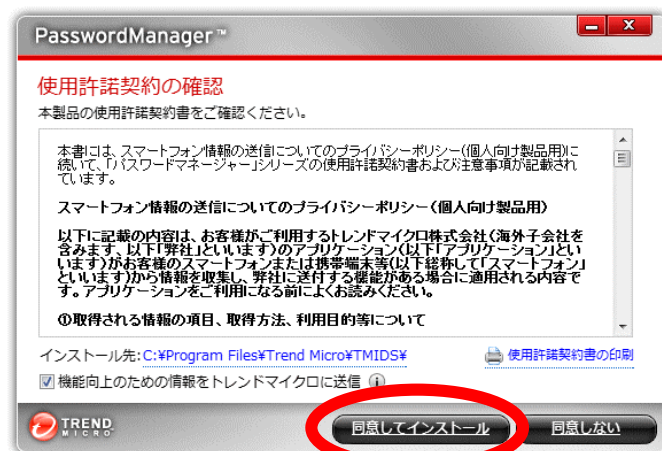 PasswordManager™
使用許諾契約の確認
本製品の使用許諾契約書をご確認ください。
本書には、スマートフォン情報の送信についてのプライバシーポリシー(個人向け製品用)に
続いて、「パスワードマネージャー」シリーズの使用許諾契約書および注意事項が記載され
ています。
スマートフォン情報の送信についてのプライバシーポリシー(個人向け製品用)
以下に記載の内容は、お客様がご利用するトレンドマイクロ株式会社(海外子会社を
含みます、以下「弊社」といいます)のアプリケーション(以下「アプリケーション」とい
います)がお客様のスマートフォンまたは携帯端末等(以下総称して「スマートフォン」
といいます)から情報を収集し、弊社に送付する機能がある場合に適用される内容で
す。アプリケーションをご利用になる前によくお読みください。
①取得される情報の項目、取得方法、利用目的等について
インストール先:C:¥Program Files¥Trend Micro¥TMIDS¥
使用許諾契約書の印刷
機能向上のための情報をトレンドマイクロに送信
TREND
MICRO
同意してインストール
同意しない